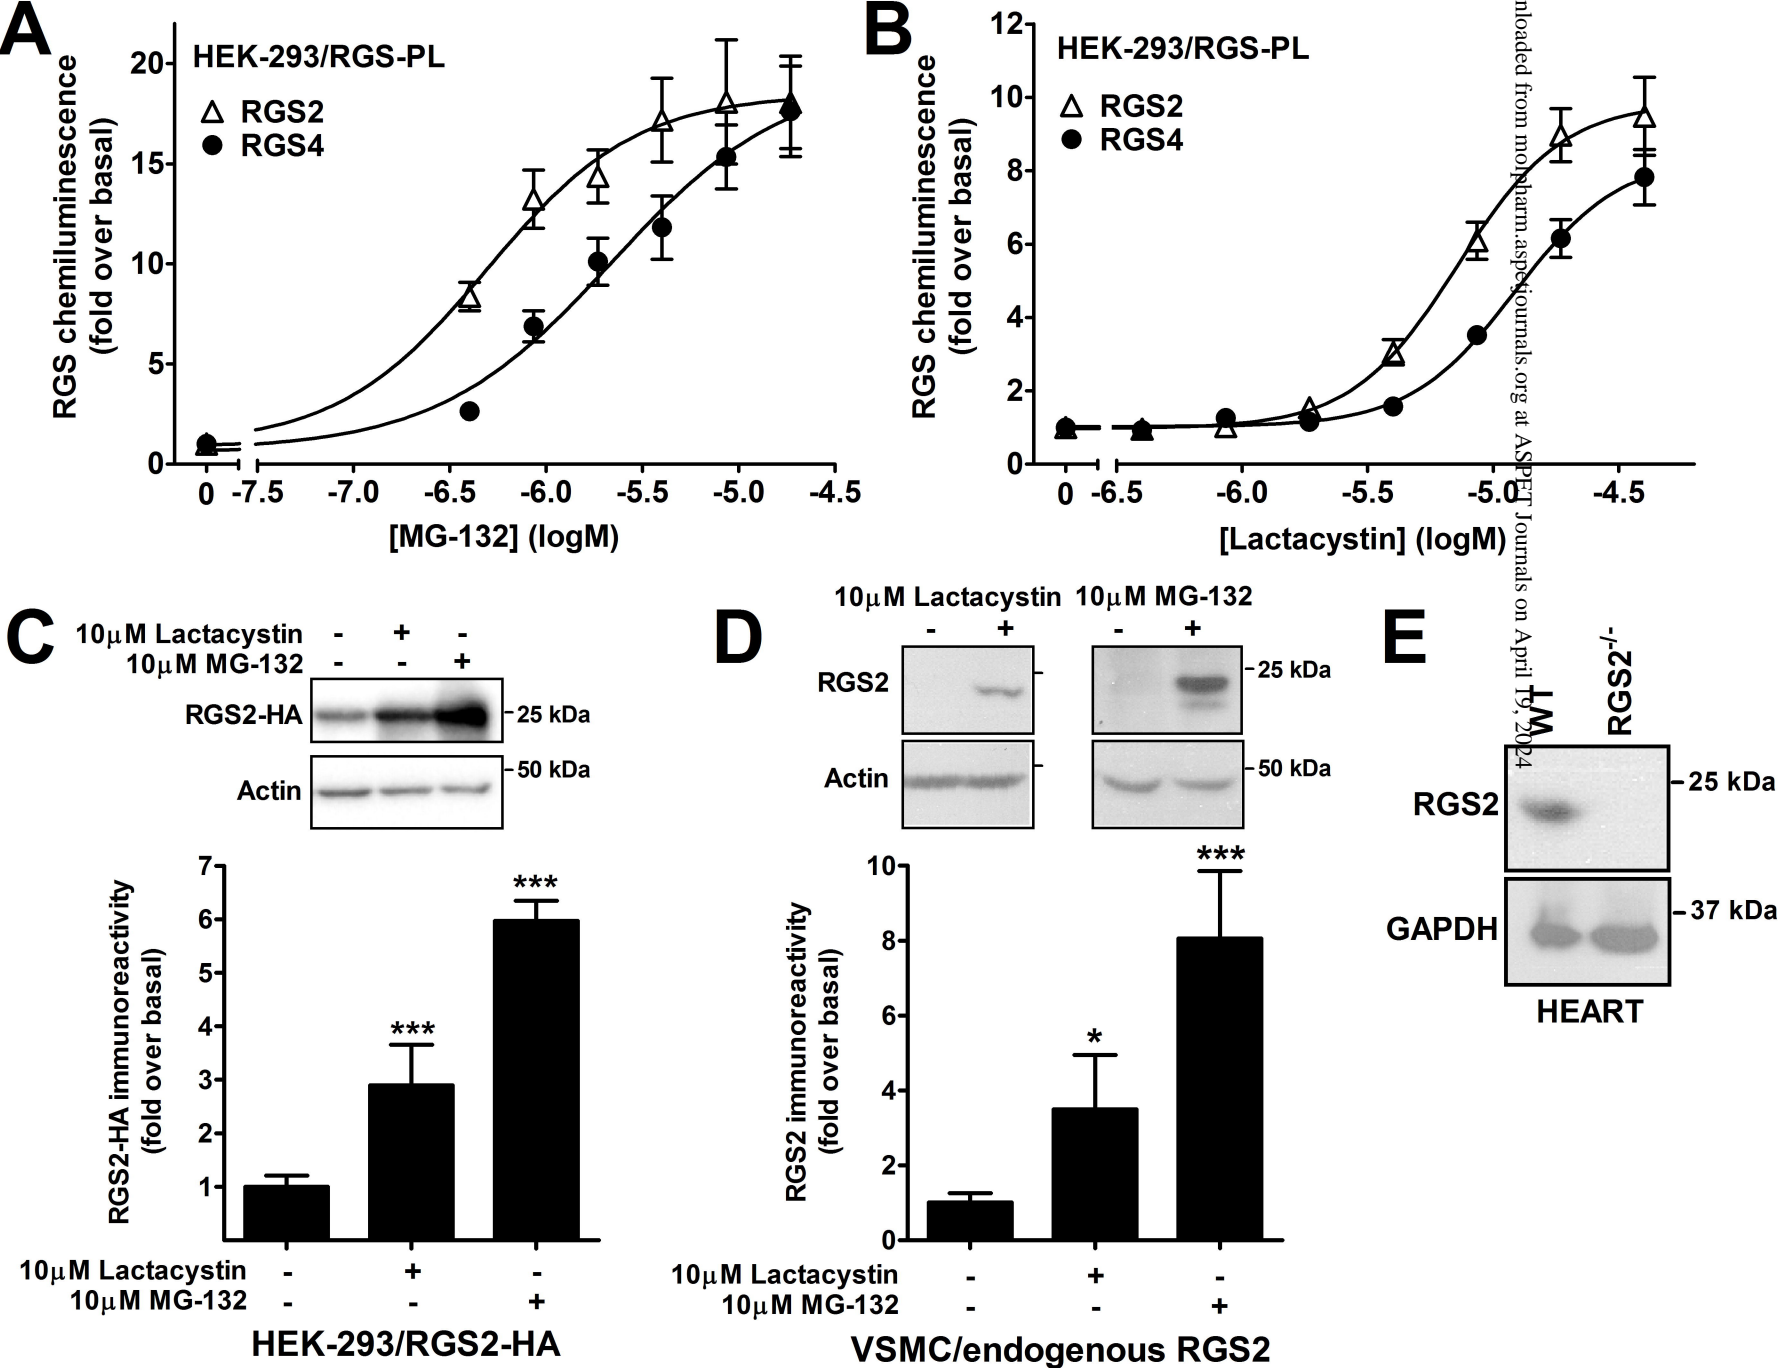 A
HEK-293/RGS-PL
RGS2
RGS4
RGS chemiluminescence
(fold over basal)
20
15
10
5
0
0 -7.5 -7.0 -6.5 -6.0 -5.5 -5.0 -4.5
[MG-132] (logM)
B
HEK-293/RGS-PL
RGS2
RGS4
RGS chemiluminescence
(fold over basal)
12
10
8
6
4
2
0
0 -6.5 -6.0 -5.5 -5.0 -4.5
[Lactacystin] (logM)
nloaded from molpharm.aspetjournals.org at ASPET Journals on April 19, 2024
C
10µM Lactacystin - + -
10µM MG-132 - - +
RGS2-HA
25 kDa
Actin
50 kDa
RGS2-HA immunoreactivity
(fold over basal)
7
6
5
4
3
2
1
***
***
10µM Lactacystin - + -
10µM MG-132 - - +
HEK-293/RGS2-HA
D
10µM Lactacystin 10µM MG-132
- + - +
RGS2
25 kDa
Actin
50 kDa
RGS2 immunoreactivity
(fold over basal)
10
8
6
4
2
0
*
***
10µM Lactacystin - + -
10µM MG-132 - - +
VSMC/endogenous RGS2
E
WT
RGS2-/-
RGS2
25 kDa
GAPDH
37 kDa
HEART